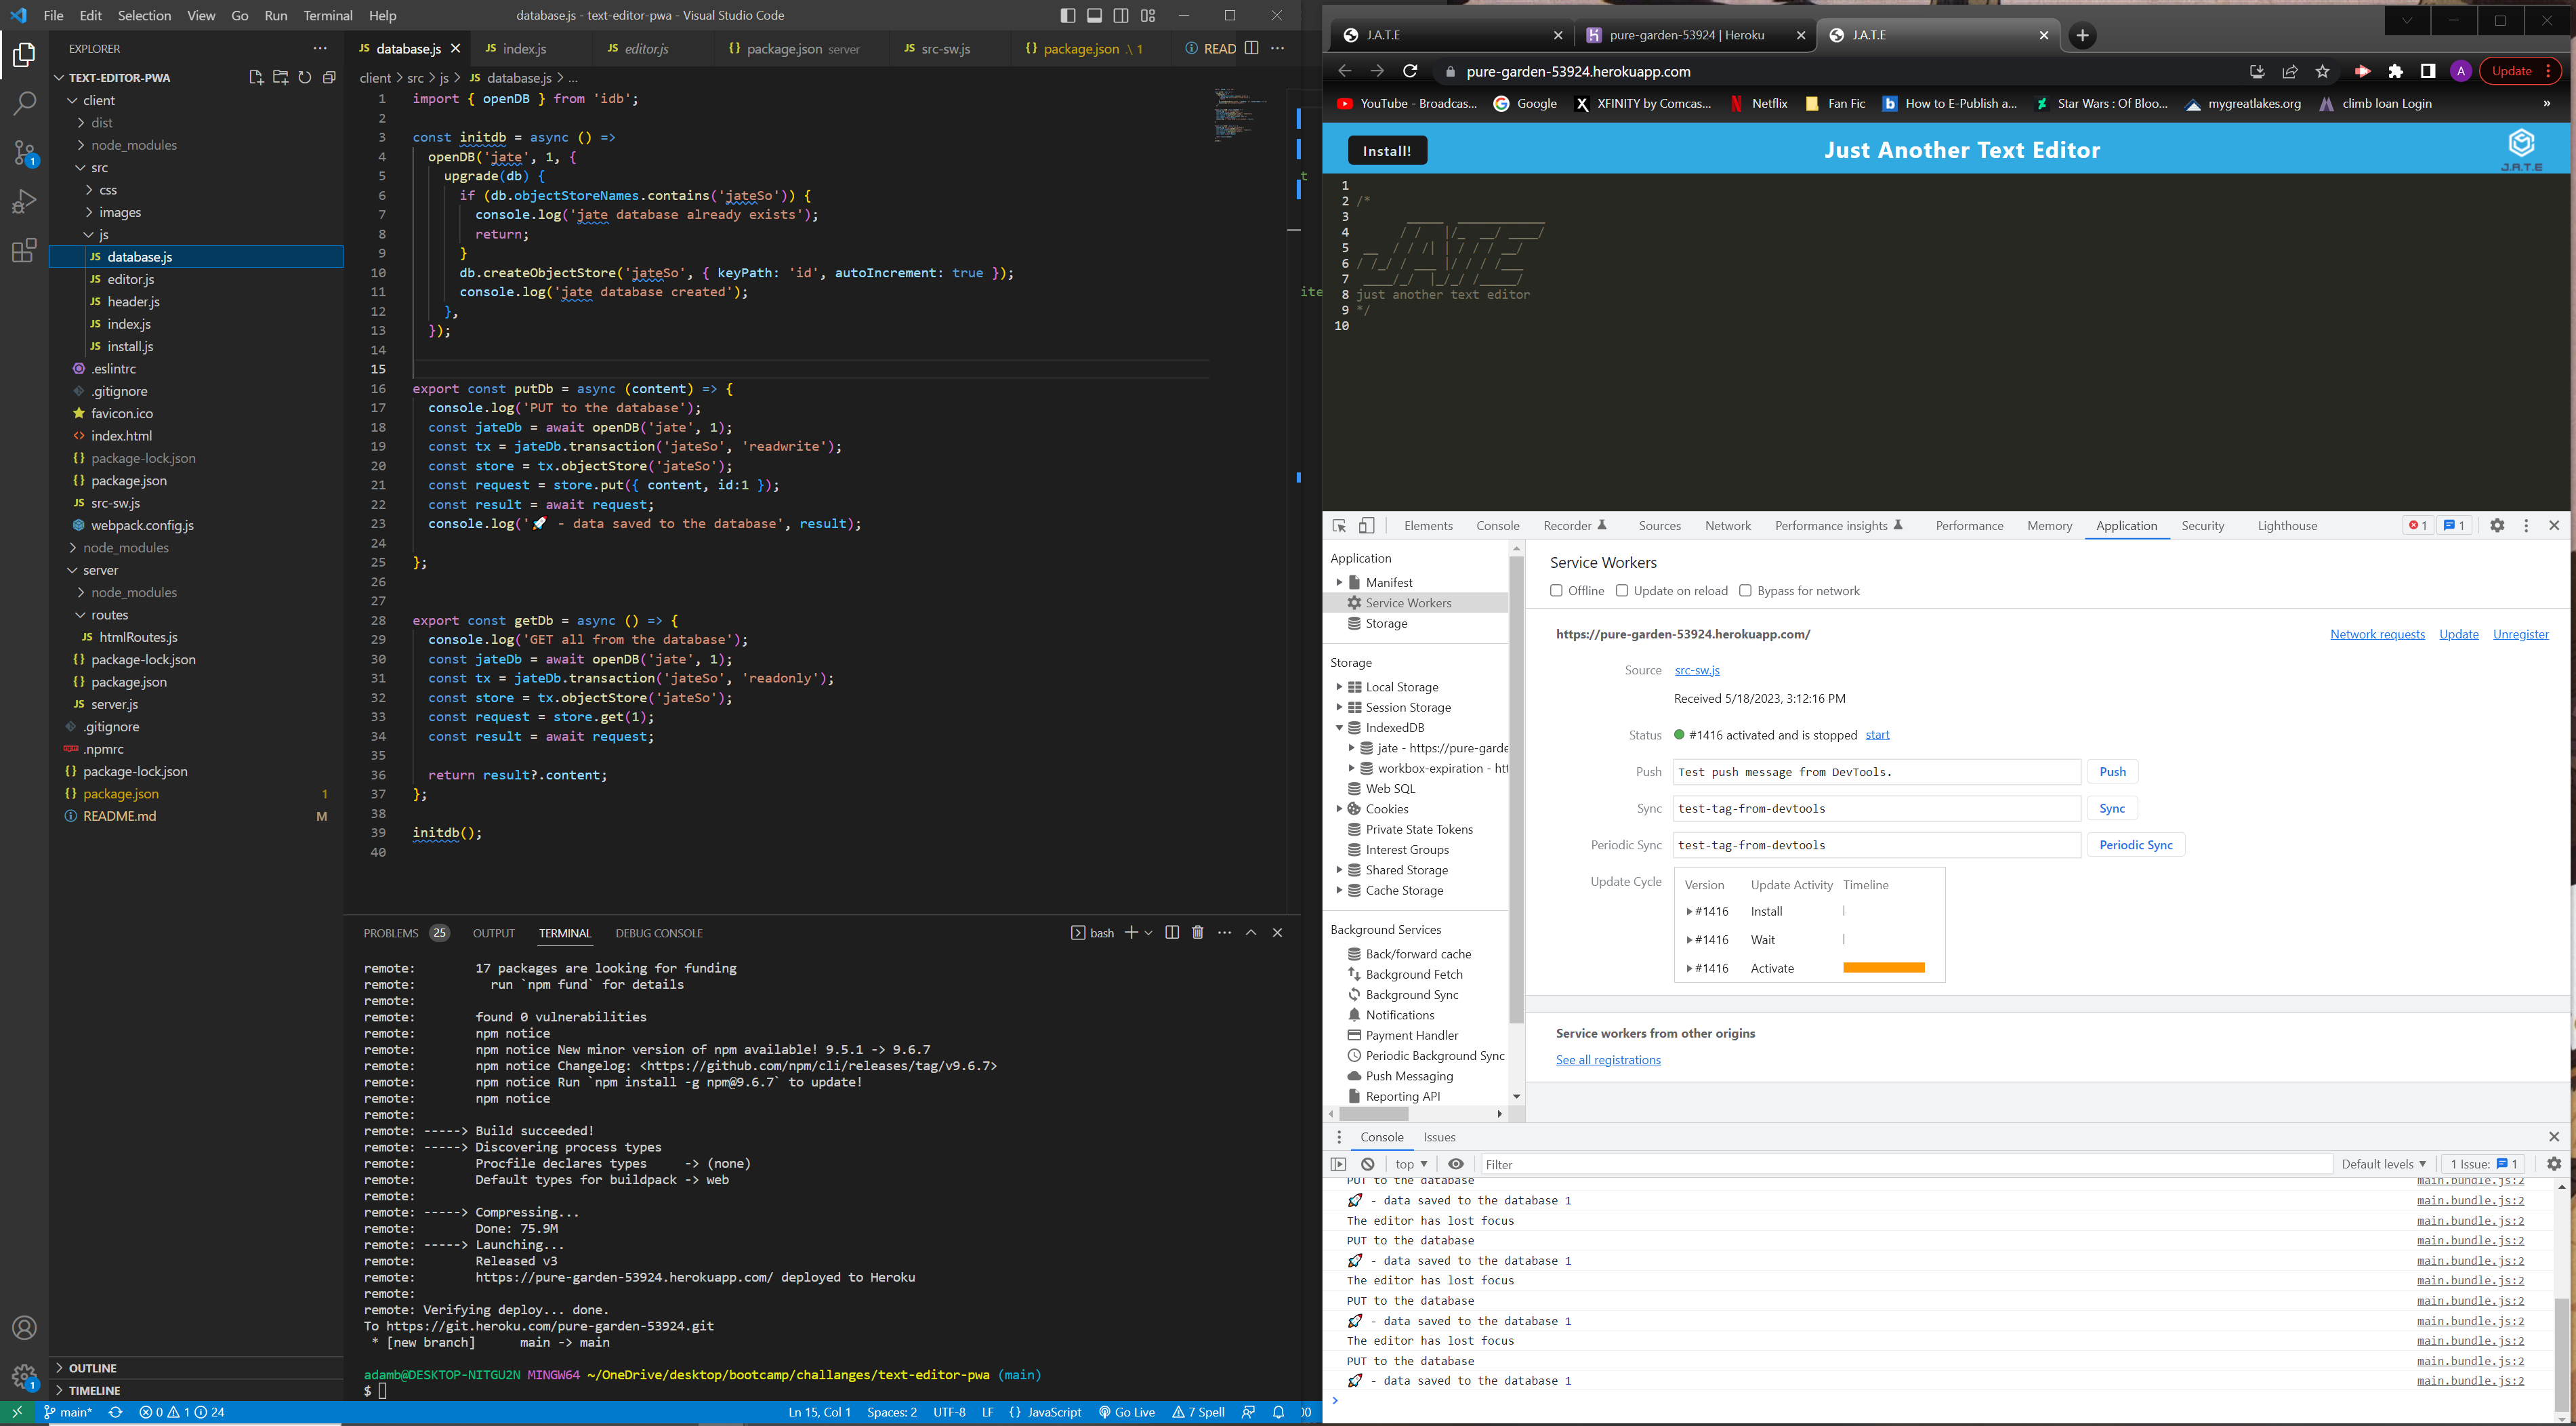 File Edit Selection View Go Run Terminal Help
database.js - text-editor-pwa - Visual Studio Code
EXPLORER
TEXT-EDITOR-PWA
client
dist
node_modules
src
css
images
js
JS database.js
JS editor.js
JS header.js
JS index.js
JS install.js
.eslintrc
.gitignore
favicon.ico
index.html
{} package-lock.json
{} package.json
JS src-sw.js
webpack.config.js
node_modules
server
node_modules
routes
JS htmlRoutes.js
{} package-lock.json
{} package.json
JS server.js
.gitignore
.npmrc
{} package-lock.json
{} package.json 1
README.md M
OUTLINE
TIMELINE
JS database.js JS index.js JS editor.js {} package.json server JS src-sw.js {} package.json .\ 1 READ
client > src > js > JS database.js > ...
1 import { openDB } from 'idb';
2
3 const initdb = async () =>
4 openDB('jate', 1, {
5 upgrade(db) {
6 if (db.objectStoreNames.contains('jateSo')) {
7 console.log('jate database already exists');
8 return;
9 }
10 db.createObjectStore('jateSo', { keyPath: 'id', autoIncrement: true });
11 console.log('jate database created');
12 },
13 });
14
15
16 export const putDb = async (content) => {
17 console.log('PUT to the database');
18 const jateDb = await openDB('jate', 1);
19 const tx = jateDb.transaction('jateSo', 'readwrite');
20 const store = tx.objectStore('jateSo');
21 const request = store.put({ content, id:1 });
22 const result = await request;
23 console.log('🚀 - data saved to the database', result);
24
25 };
26
27
28 export const getDb = async () => {
29 console.log('GET all from the database');
30 const jateDb = await openDB('jate', 1);
31 const tx = jateDb.transaction('jateSo', 'readonly');
32 const store = tx.objectStore('jateSo');
33 const request = store.get(1);
34 const result = await request;
35
36 return result?.content;
37 };
38
39 initdb();
40
PROBLEMS 25 OUTPUT TERMINAL DEBUG CONSOLE
bash
remote: 17 packages are looking for funding
remote: run `npm fund` for details
remote:
remote: found 0 vulnerabilities
remote: npm notice
remote: npm notice New minor version of npm available! 9.5.1 -> 9.6.7
remote: npm notice Changelog: <https://github.com/npm/cli/releases/tag/v9.6.7>
remote: npm notice Run `npm install -g npm@9.6.7` to update!
remote: npm notice
remote:
remote: -----> Build succeeded!
remote: -----> Discovering process types
remote: Procfile declares types -> (none)
remote: Default types for buildpack -> web
remote:
remote: -----> Compressing...
remote: Done: 75.9M
remote: -----> Launching...
remote: Released v3
remote: https://pure-garden-53924.herokuapp.com/ deployed to Heroku
remote:
remote: Verifying deploy... done.
To https://git.heroku.com/pure-garden-53924.git
* [new branch] main -> main
adamb@DESKTOP-NITGU2N MINGW64 ~/OneDrive/desktop/bootcamp/challanges/text-editor-pwa (main)
$
main* 0 1 24
Ln 15, Col 1 Spaces: 2 UTF-8 LF {} JavaScript Go Live 7 Spell
J.A.T.E pure-garden-53924 | Heroku J.A.T.E
pure-garden-53924.herokuapp.com
A Update
YouTube - Broadcas... Google XFINITY by Comcas... Netflix Fan Fic How to E-Publish a... Star Wars : Of Bloo... mygreatlakes.org climb loan Login »
Install! Just Another Text Editor J.A.T.E
1
2 /*
3 _____ ____________
4 / / |/_ __/ ____/
5 __ / / /| | / / / __/
6 / /_/ / ___ |/ / / /___
7 ____/_/ |_/_/ /_____/
8 just another text editor
9 */
10
Elements Console Recorder Sources Network Performance insights Performance Memory Application Security Lighthouse 1 1
Application
Manifest
Service Workers
Storage
Storage
Local Storage
Session Storage
IndexedDB
jate - https://pure-garde
workbox-expiration - htt
Web SQL
Cookies
Private State Tokens
Interest Groups
Shared Storage
Cache Storage
Background Services
Back/forward cache
Background Fetch
Background Sync
Notifications
Payment Handler
Periodic Background Sync
Push Messaging
Reporting API
Service Workers
Offline Update on reload Bypass for network
https://pure-garden-53924.herokuapp.com/ Network requests Update Unregister
Source src-sw.js
Received 5/18/2023, 3:12:16 PM
Status #1416 activated and is stopped start
Push Test push message from DevTools. Push
Sync test-tag-from-devtools Sync
Periodic Sync test-tag-from-devtools Periodic Sync
Update Cycle Version Update Activity Timeline
#1416 Install
#1416 Wait
#1416 Activate
Service workers from other origins
See all registrations
Console Issues
top Filter Default levels 1 Issue: 1
PUT to the database main.bundle.js:2
🚀 - data saved to the database 1 main.bundle.js:2
The editor has lost focus main.bundle.js:2
PUT to the database main.bundle.js:2
🚀 - data saved to the database 1 main.bundle.js:2
The editor has lost focus main.bundle.js:2
PUT to the database main.bundle.js:2
🚀 - data saved to the database 1 main.bundle.js:2
The editor has lost focus main.bundle.js:2
PUT to the database main.bundle.js:2
🚀 - data saved to the database 1 main.bundle.js:2